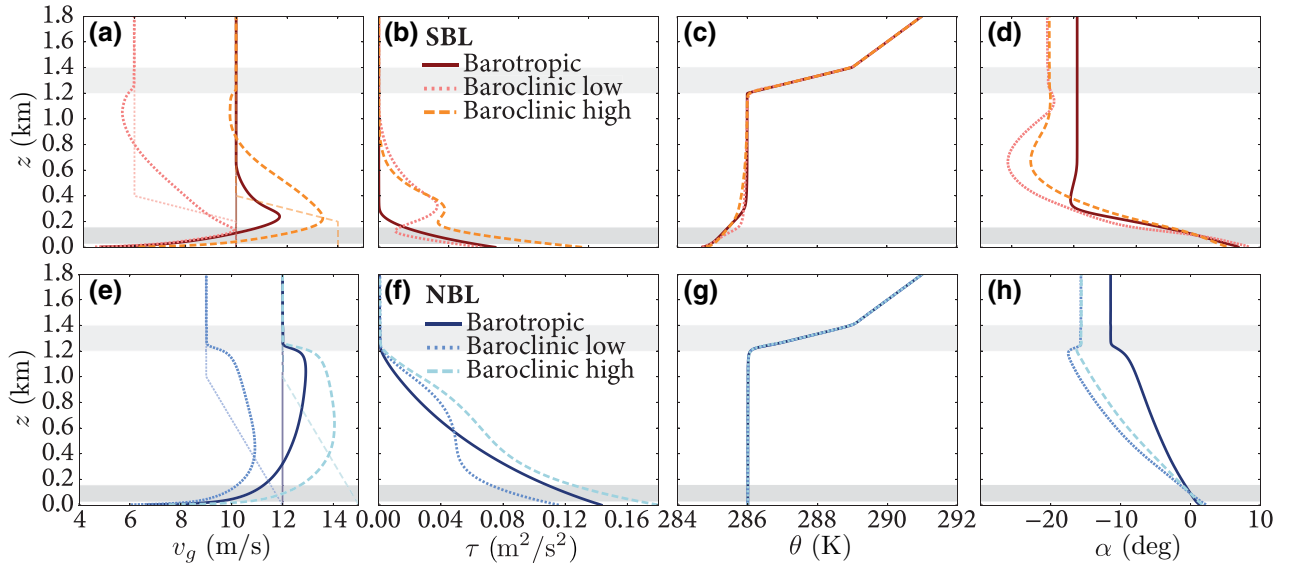 (a)
(b) SBL
(c)
(d)
Barotropic
Baroclinic low
Baroclinic high
1.8
1.6
1.4
1.2
1.0
0.8
0.6
0.4
0.2
0.0
z (km)
(e)
(f) NBL
(g)
(h)
Barotropic
Baroclinic low
Baroclinic high
1.8
1.6
1.4
1.2
1.0
0.8
0.6
0.4
0.2
0.0
z (km)
4 6 8 10 12 14 0.00 0.04 0.08 0.12 0.16 284 286 288 290 292 −20 −10 0 10
v_g (m/s) τ (m²/s²) θ (K) α (deg)